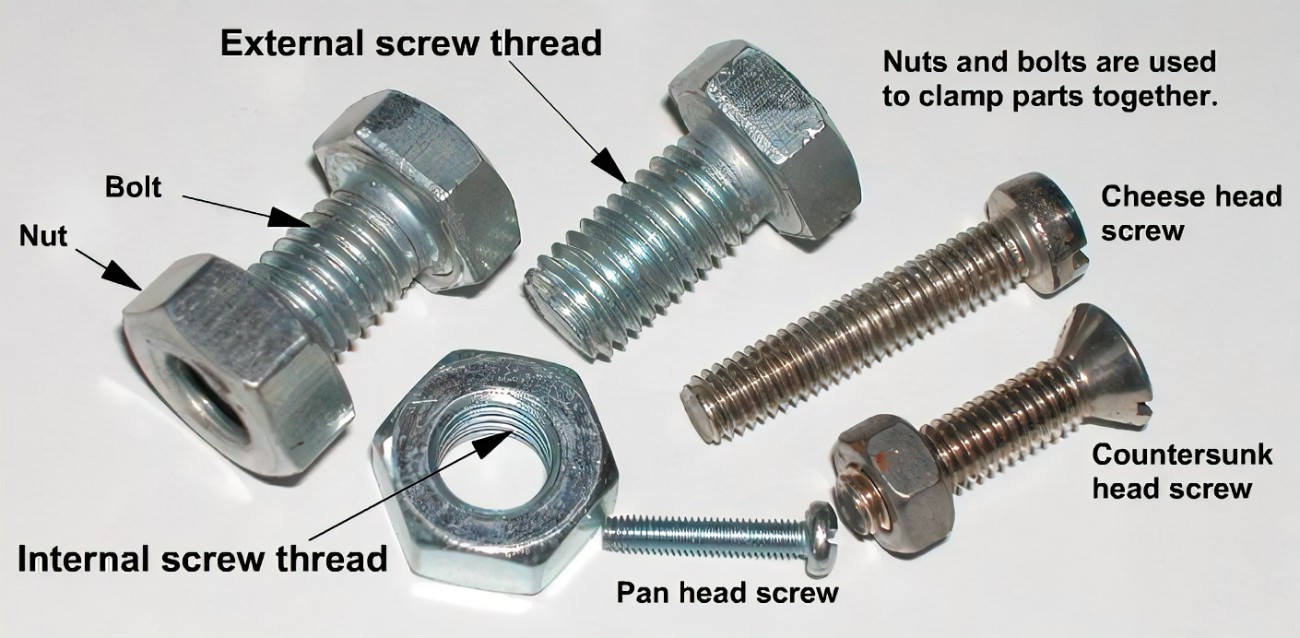 External screw thread
Nuts and bolts are used
to clamp parts together.
Bolt
Nut
Cheese head
screw
Countersunk
head screw
Internal screw thread
Pan head screw